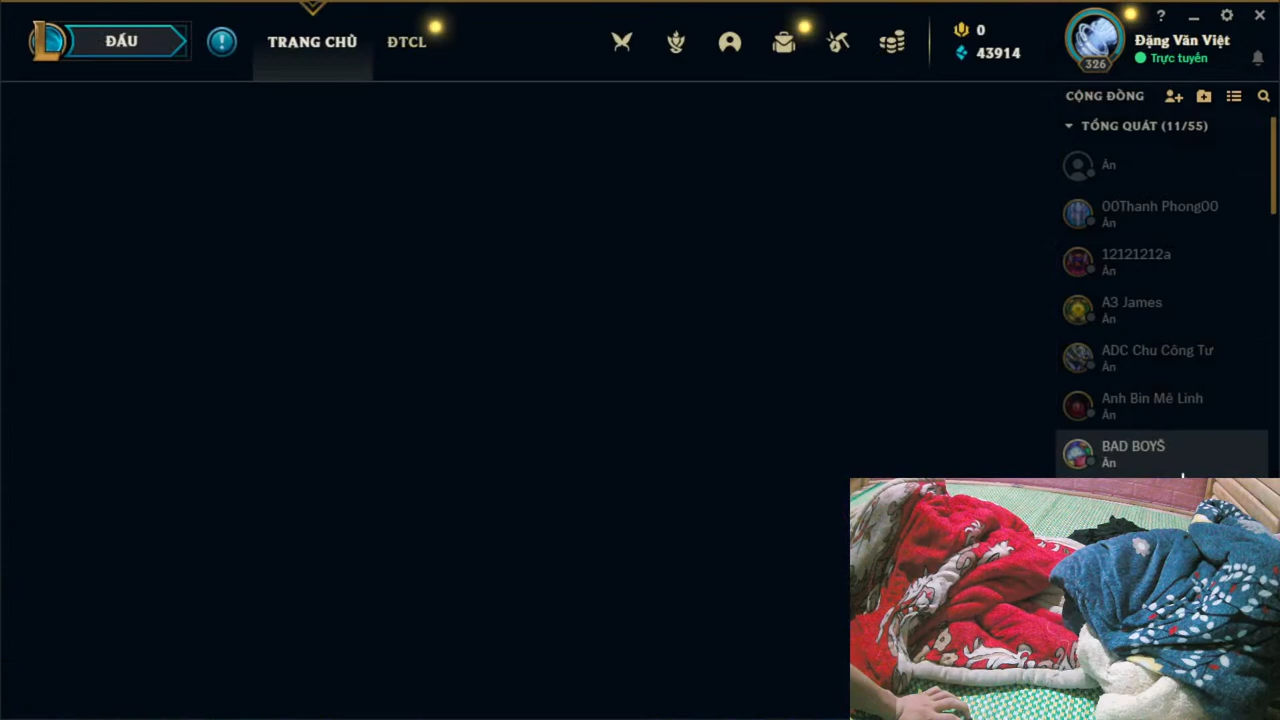 ĐẤU
TRANG CHỦ
ĐTCL
0
43914
326
Đặng Văn Việt
Trực tuyến
CỘNG ĐỒNG
TỔNG QUÁT (11/55)
Ẩn
00Thanh Phong00
Ẩn
12121212a
Ẩn
A3 James
Ẩn
ADC Chu Công Tư
Ẩn
Anh Bin Mê Linh
Ẩn
BAD BOYŠ
Ẩn